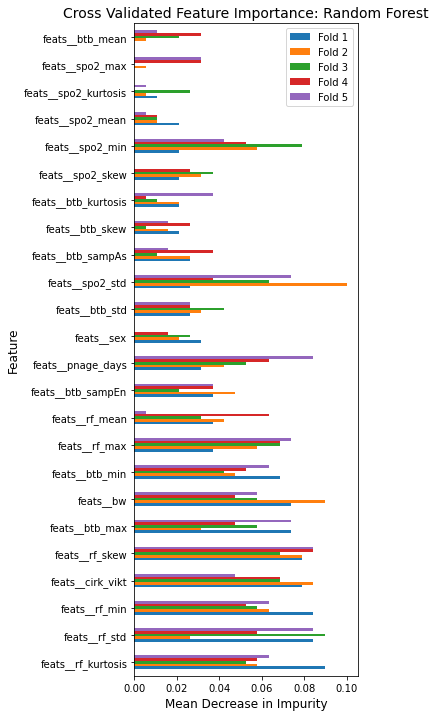 Cross Validated Feature Importance: Random Forest
Fold 1
Fold 2
Fold 3
Fold 4
Fold 5
feats__btb_mean
feats__spo2_max
feats__spo2_kurtosis
feats__spo2_mean
feats__spo2_min
feats__spo2_skew
feats__btb_kurtosis
feats__btb_skew
feats__btb_sampAs
feats__spo2_std
feats__btb_std
feats__sex
feats__pnage_days
feats__btb_sampEn
feats__rf_mean
feats__rf_max
feats__btb_min
feats__bw
feats__btb_max
feats__rf_skew
feats__cirk_vikt
feats__rf_min
feats__rf_std
feats__rf_kurtosis
Feature
0.00 0.02 0.04 0.06 0.08 0.10
Mean Decrease in Impurity